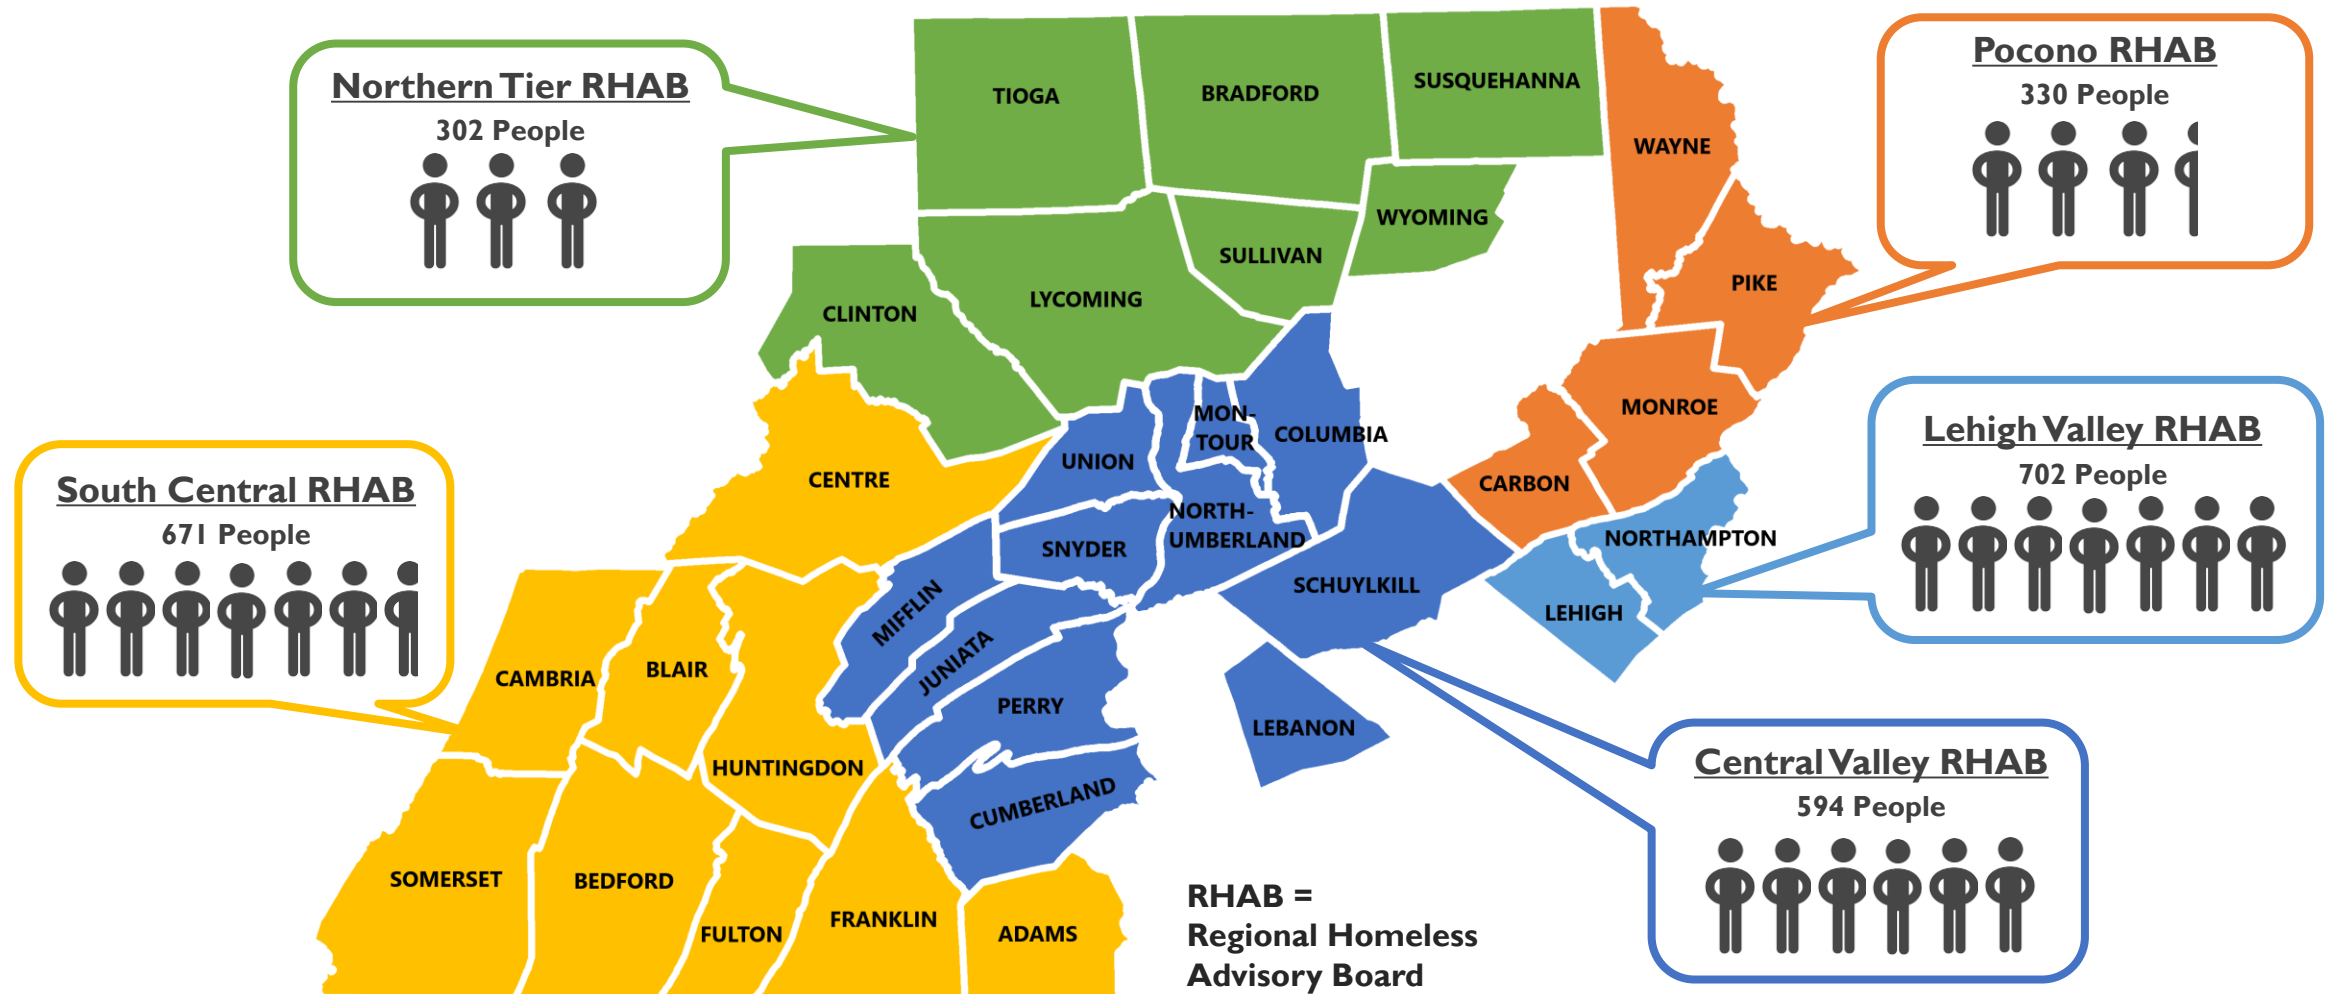 Northern Tier RHAB
302 People
Pocono RHAB
330 People
Lehigh Valley RHAB
702 People
South Central RHAB
671 People
Central Valley RHAB
594 People
TIOGA
BRADFORD
SUSQUEHANNA
WAYNE
WYOMING
SULLIVAN
PIKE
LYCOMING
CLINTON
MONROE
MON-
TOUR
COLUMBIA
UNION
CENTRE
CARBON
NORTH-
UMBERLAND
NORTHAMPTON
SNYDER
SCHUYLKILL
LEHIGH
MIFFLIN
JUNIATA
CAMBRIA
BLAIR
PERRY
LEBANON
HUNTINGDON
CUMBERLAND
SOMERSET
BEDFORD
FULTON
FRANKLIN
ADAMS
RHAB =
Regional Homeless
Advisory Board